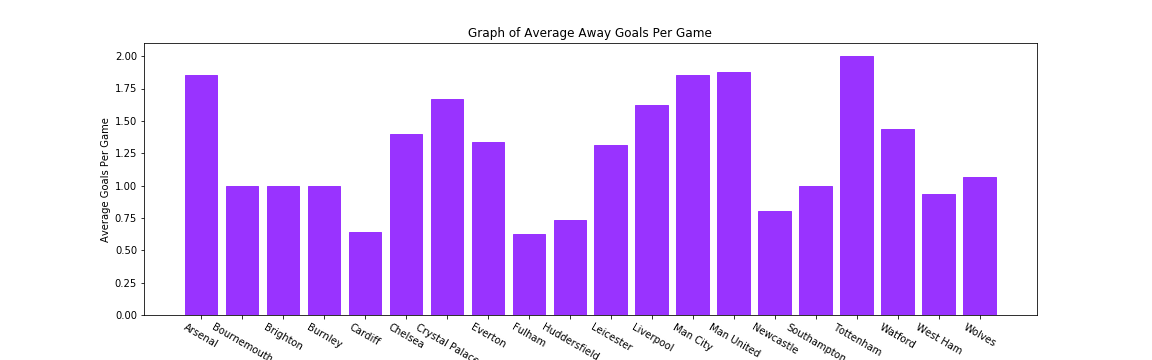 Graph of Average Away Goals Per Game
Average Goals Per Game
2.00
1.75
1.50
1.25
1.00
0.75
0.50
0.25
0.00
Arsenal
Bournemouth
Brighton
Burnley
Cardiff
Chelsea
Crystal Palace
Everton
Fulham
Huddersfield
Leicester
Liverpool
Man City
Man United
Newcastle
Southampton
Tottenham
Watford
West Ham
Wolves